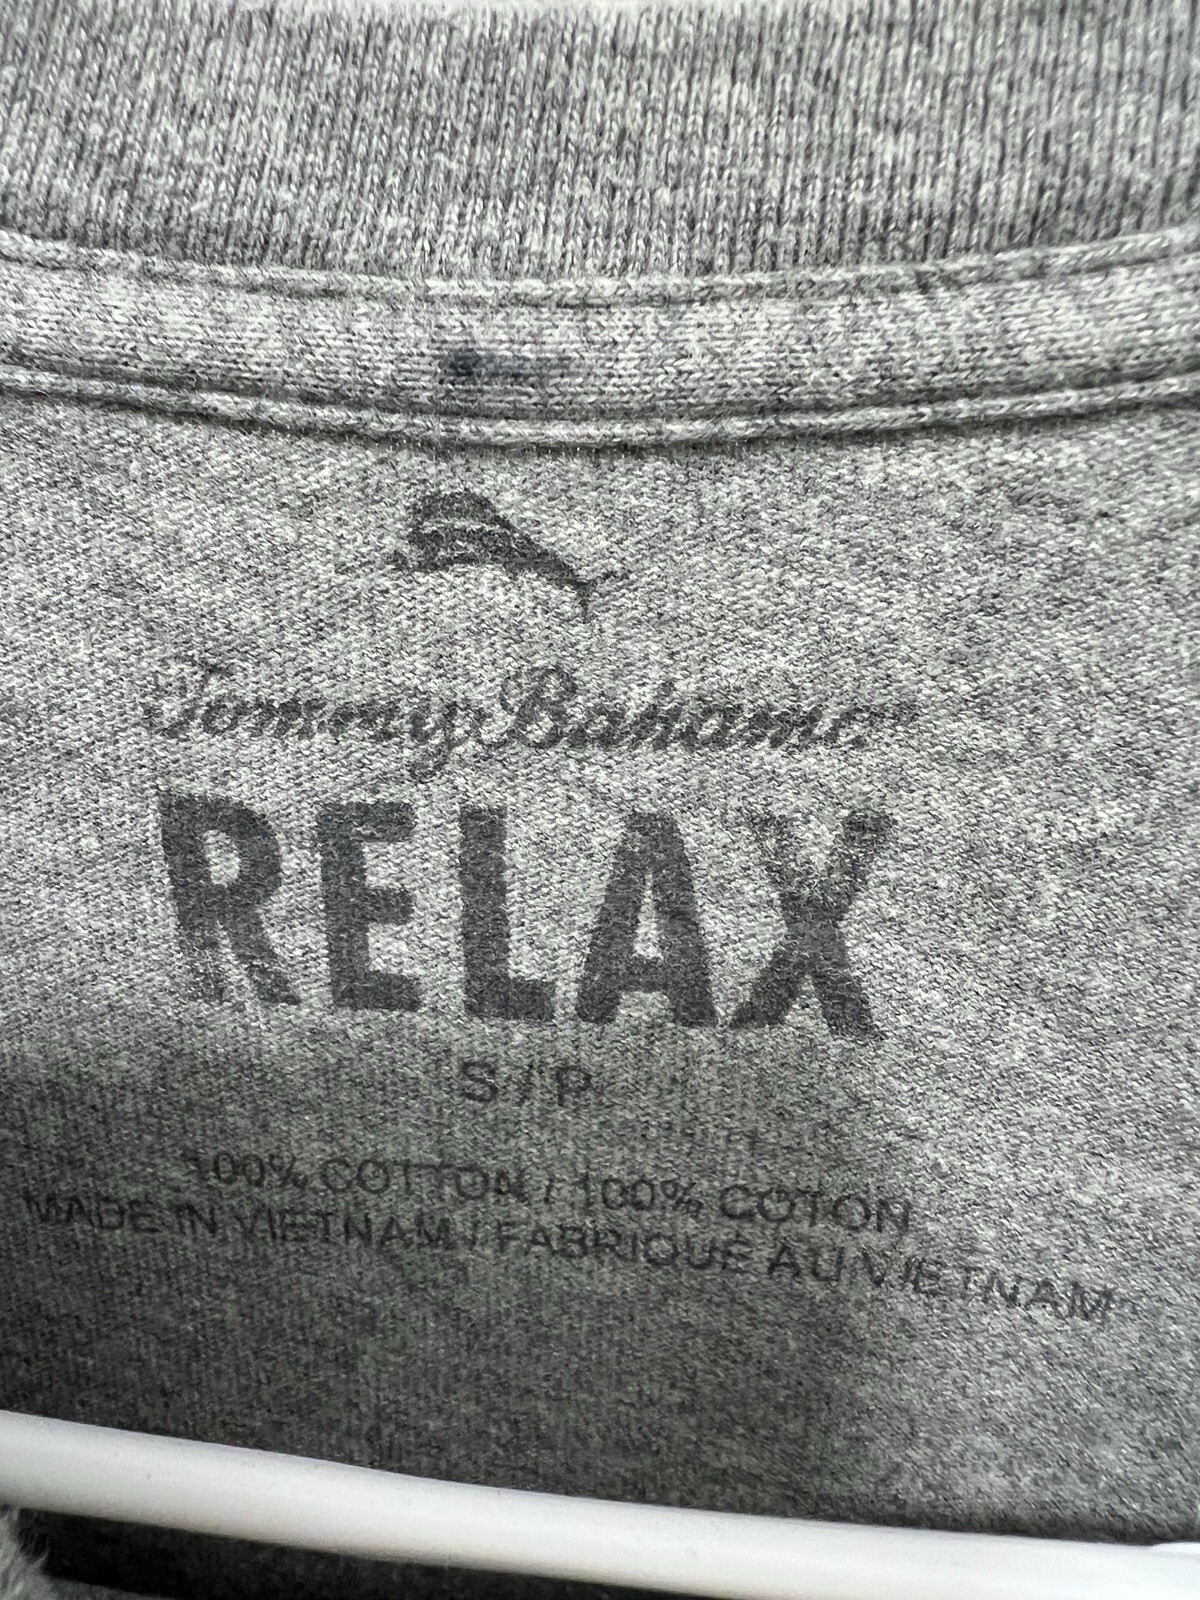 Tommy Bahama
RELAX
S / P
100% COTTON / 100% COTON
MADE IN VIETNAM / FABRIQUÉ AU VIETNAM